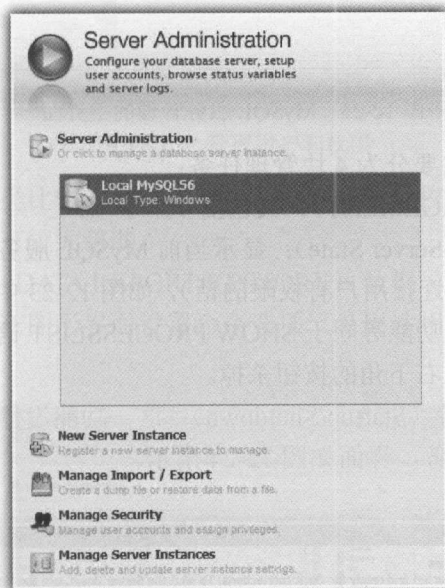 Server Administration
Configure your database server, setup
user accounts, browse status variables
and server logs.
Server Administration
Or click to manage a database server instance.
Local MySQL56
Local Type: Windows
New Server Instance
Register a new server instance to manage.
Manage Import / Export
Create a dump file or restore data from a file.
Manage Security
Manage user accounts and assign privileges.
Manage Server Instances
Add, delete and update server instance settings.